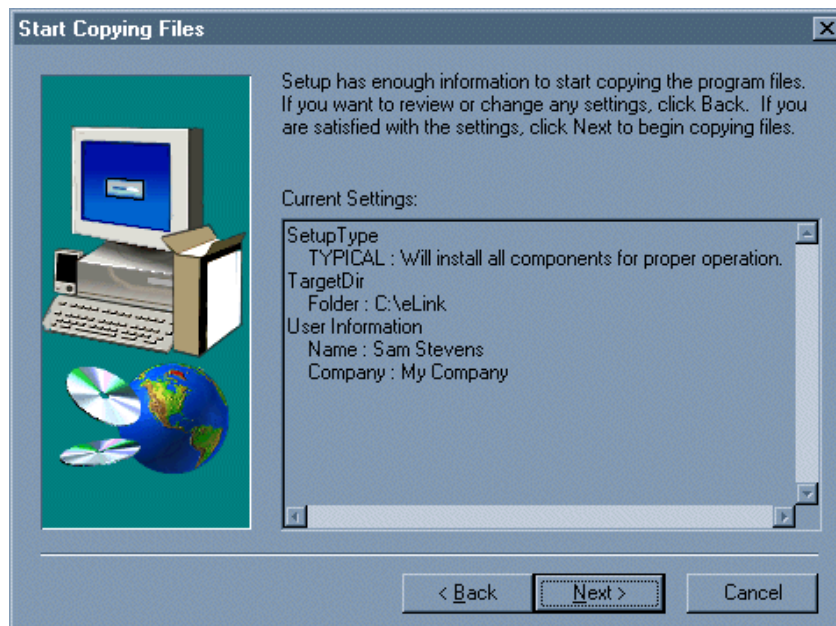 Start Copying Files
Setup has enough information to start copying the program files.
If you want to review or change any settings, click Back.  If you
are satisfied with the settings, click Next to begin copying files.
Current Settings:
SetupType
TYPICAL : Will install all components for proper operation.
TargetDir
Folder : C:\eLink
User Information
Name : Sam Stevens
Company : My Company
< Back
Next >
Cancel